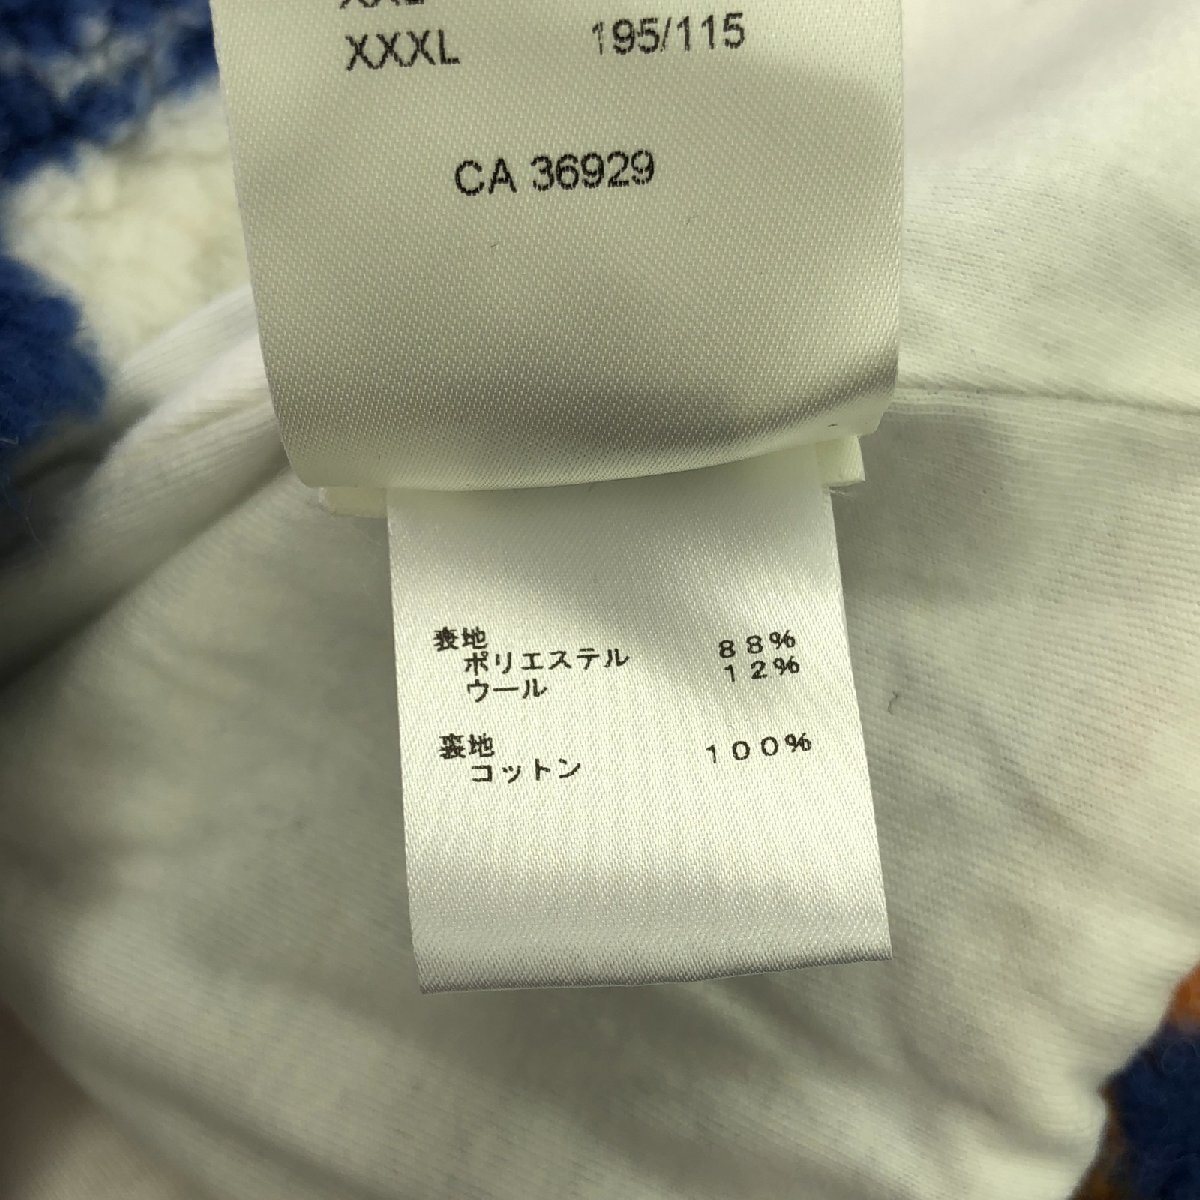 XXL
XXXL 195/115
CA 36929
表地
ポリエステル 88%
ウール 12%
裏地
コットン 100%